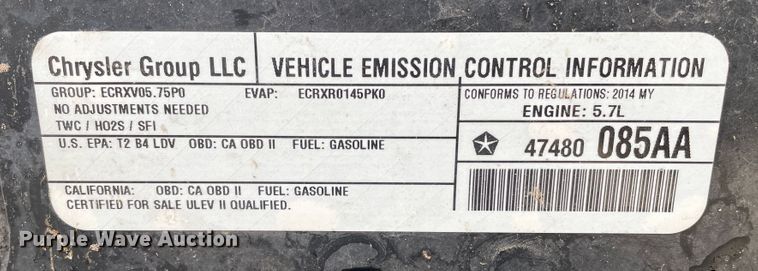 Chrysler Group LLC
VEHICLE EMISSION CONTROL INFORMATION
GROUP: ECRXV05.75P0 EVAP: ECRXR0145PK0
NO ADJUSTMENTS NEEDED
TWC / HO2S / SFI
CONFORMS TO REGULATIONS: 2014 MY
ENGINE: 5.7L
U.S. EPA: T2 B4 LDV OBD: CA OBD II FUEL: GASOLINE
47480 085AA
CALIFORNIA: OBD: CA OBD II FUEL: GASOLINE
CERTIFIED FOR SALE ULEV II QUALIFIED.
Purple Wave Auction